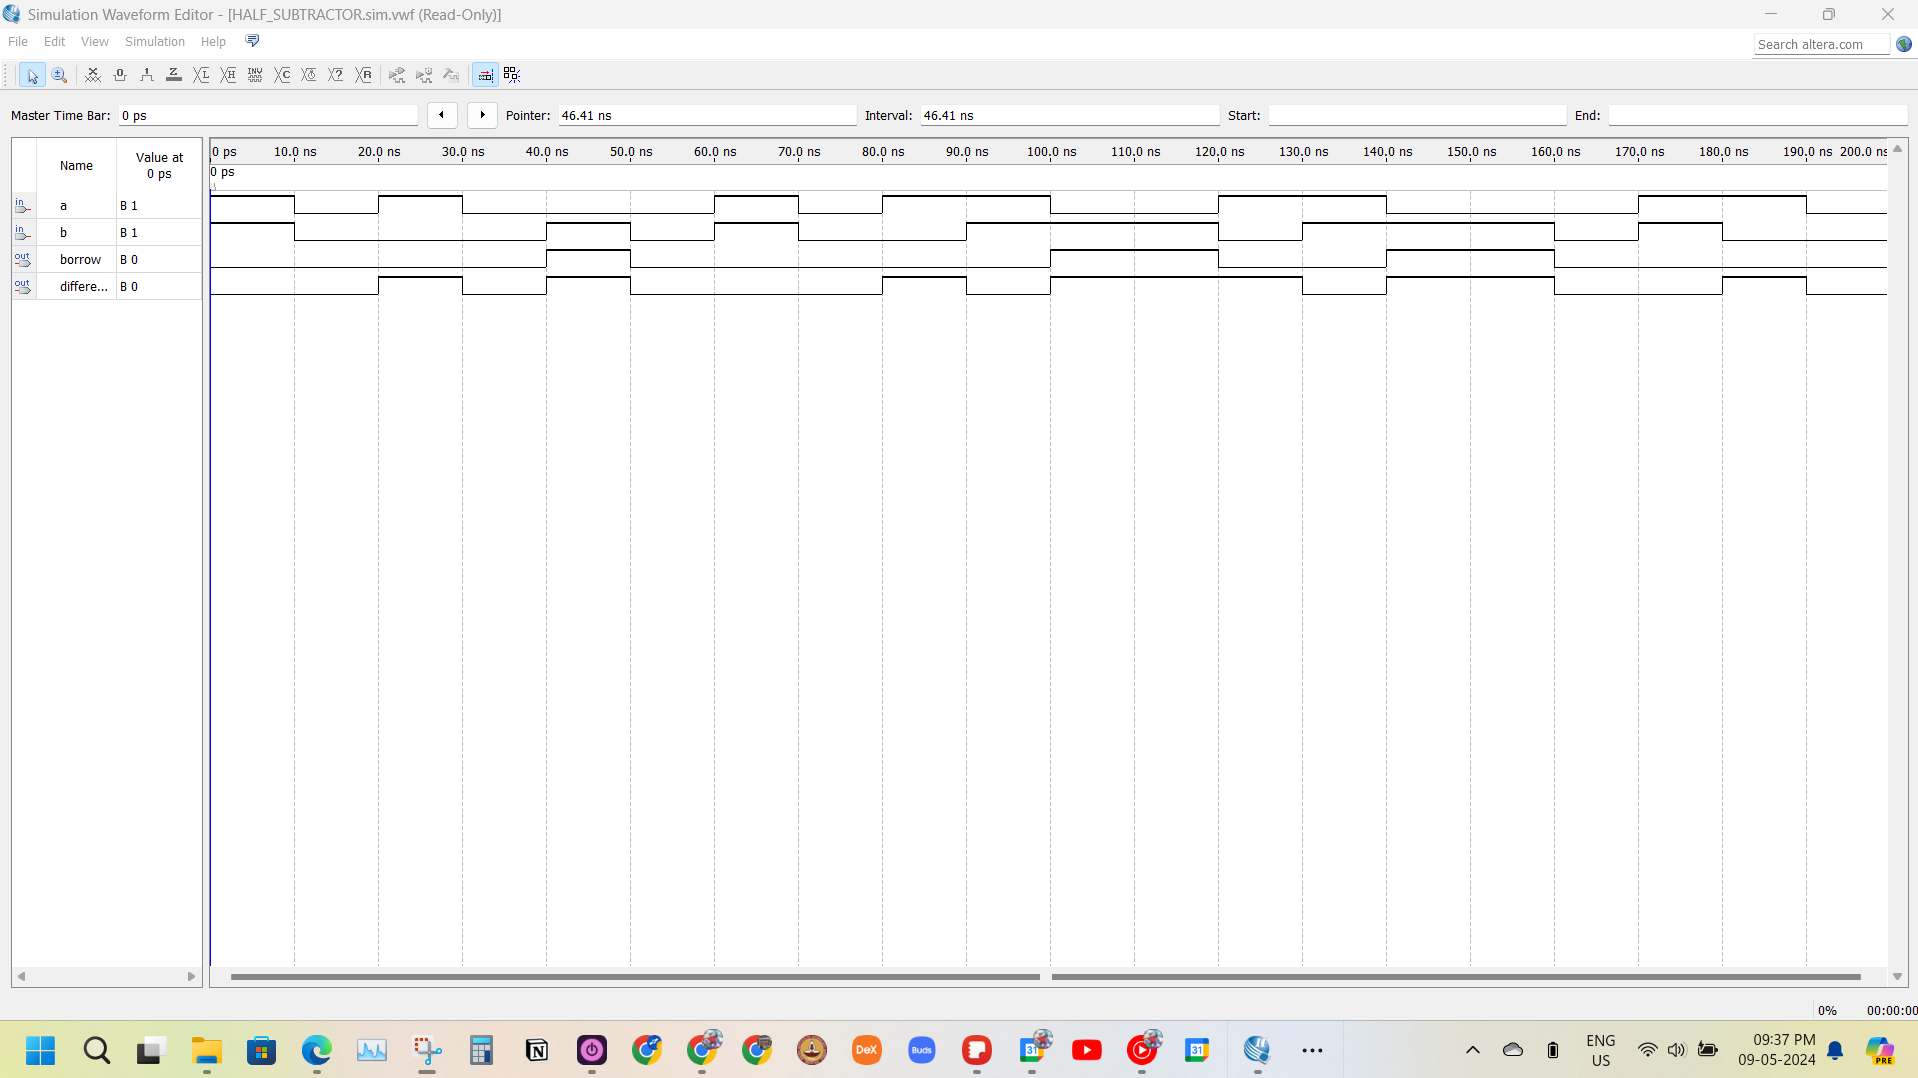 Simulation Waveform Editor - [HALF_SUBTRACTOR.sim.vwf (Read-Only)]
File Edit View Simulation Help
Search altera.com
Master Time Bar: 0 ps Pointer: 46.41 ns Interval: 46.41 ns Start: End:
Name Value at 0 ps
0 ps 10.0 ns 20.0 ns 30.0 ns 40.0 ns 50.0 ns 60.0 ns 70.0 ns 80.0 ns 90.0 ns 100.0 ns 110.0 ns 120.0 ns 130.0 ns 140.0 ns 150.0 ns 160.0 ns 170.0 ns 180.0 ns 190.0 ns 200.0 ns
0 ps
in a B 1
in b B 1
out borrow B 0
out differe... B 0
0% 00:00:00
DeX Buds 31 31
ENG
US
09:37 PM
09-05-2024
PRE